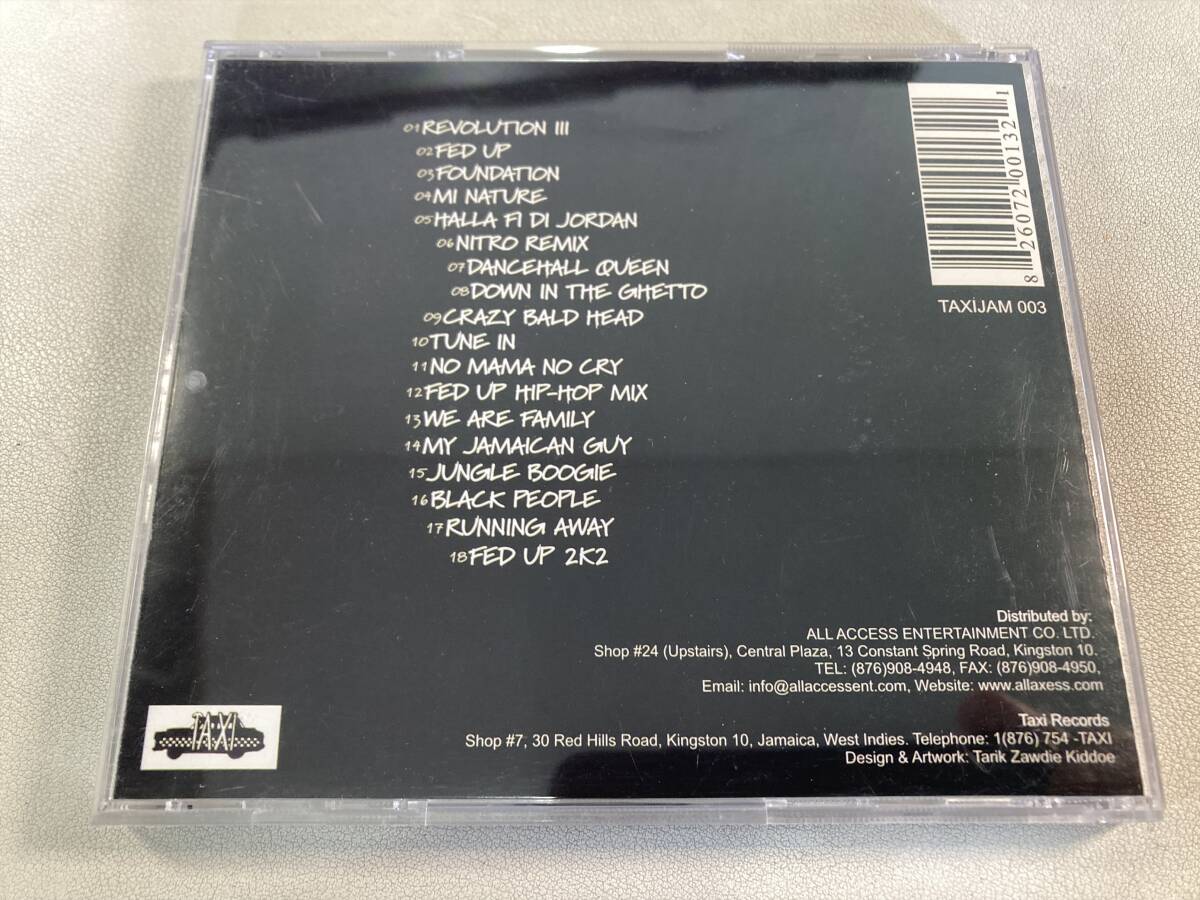 01 REVOLUTION III
02 FED UP
03 FOUNDATION
04 MI NATURE
05 HALLA FI DI JORDAN
06 NITRO REMIX
07 DANCEHALL QUEEN
08 DOWN IN THE GHETTO
09 CRAZY BALD HEAD
10 TUNE IN
11 NO MAMA NO CRY
12 FED UP HIP-HOP MIX
13 WE ARE FAMILY
14 MY JAMAICAN GUY
15 JUNGLE BOOGIE
16 BLACK PEOPLE
17 RUNNING AWAY
18 FED UP 2K2
8 26072 00132 1
TAXIJAM 003
Distributed by:
ALL ACCESS ENTERTAINMENT CO. LTD.
Shop #24 (Upstairs), Central Plaza, 13 Constant Spring Road, Kingston 10.
TEL: (876)908-4948, FAX: (876)908-4950,
Email: info@allaccessent.com, Website: www.allaxess.com
TAXI
Taxi Records
Shop #7, 30 Red Hills Road, Kingston 10, Jamaica, West Indies. Telephone: 1(876) 754 -TAXI
Design & Artwork: Tarik Zawdie Kiddoe